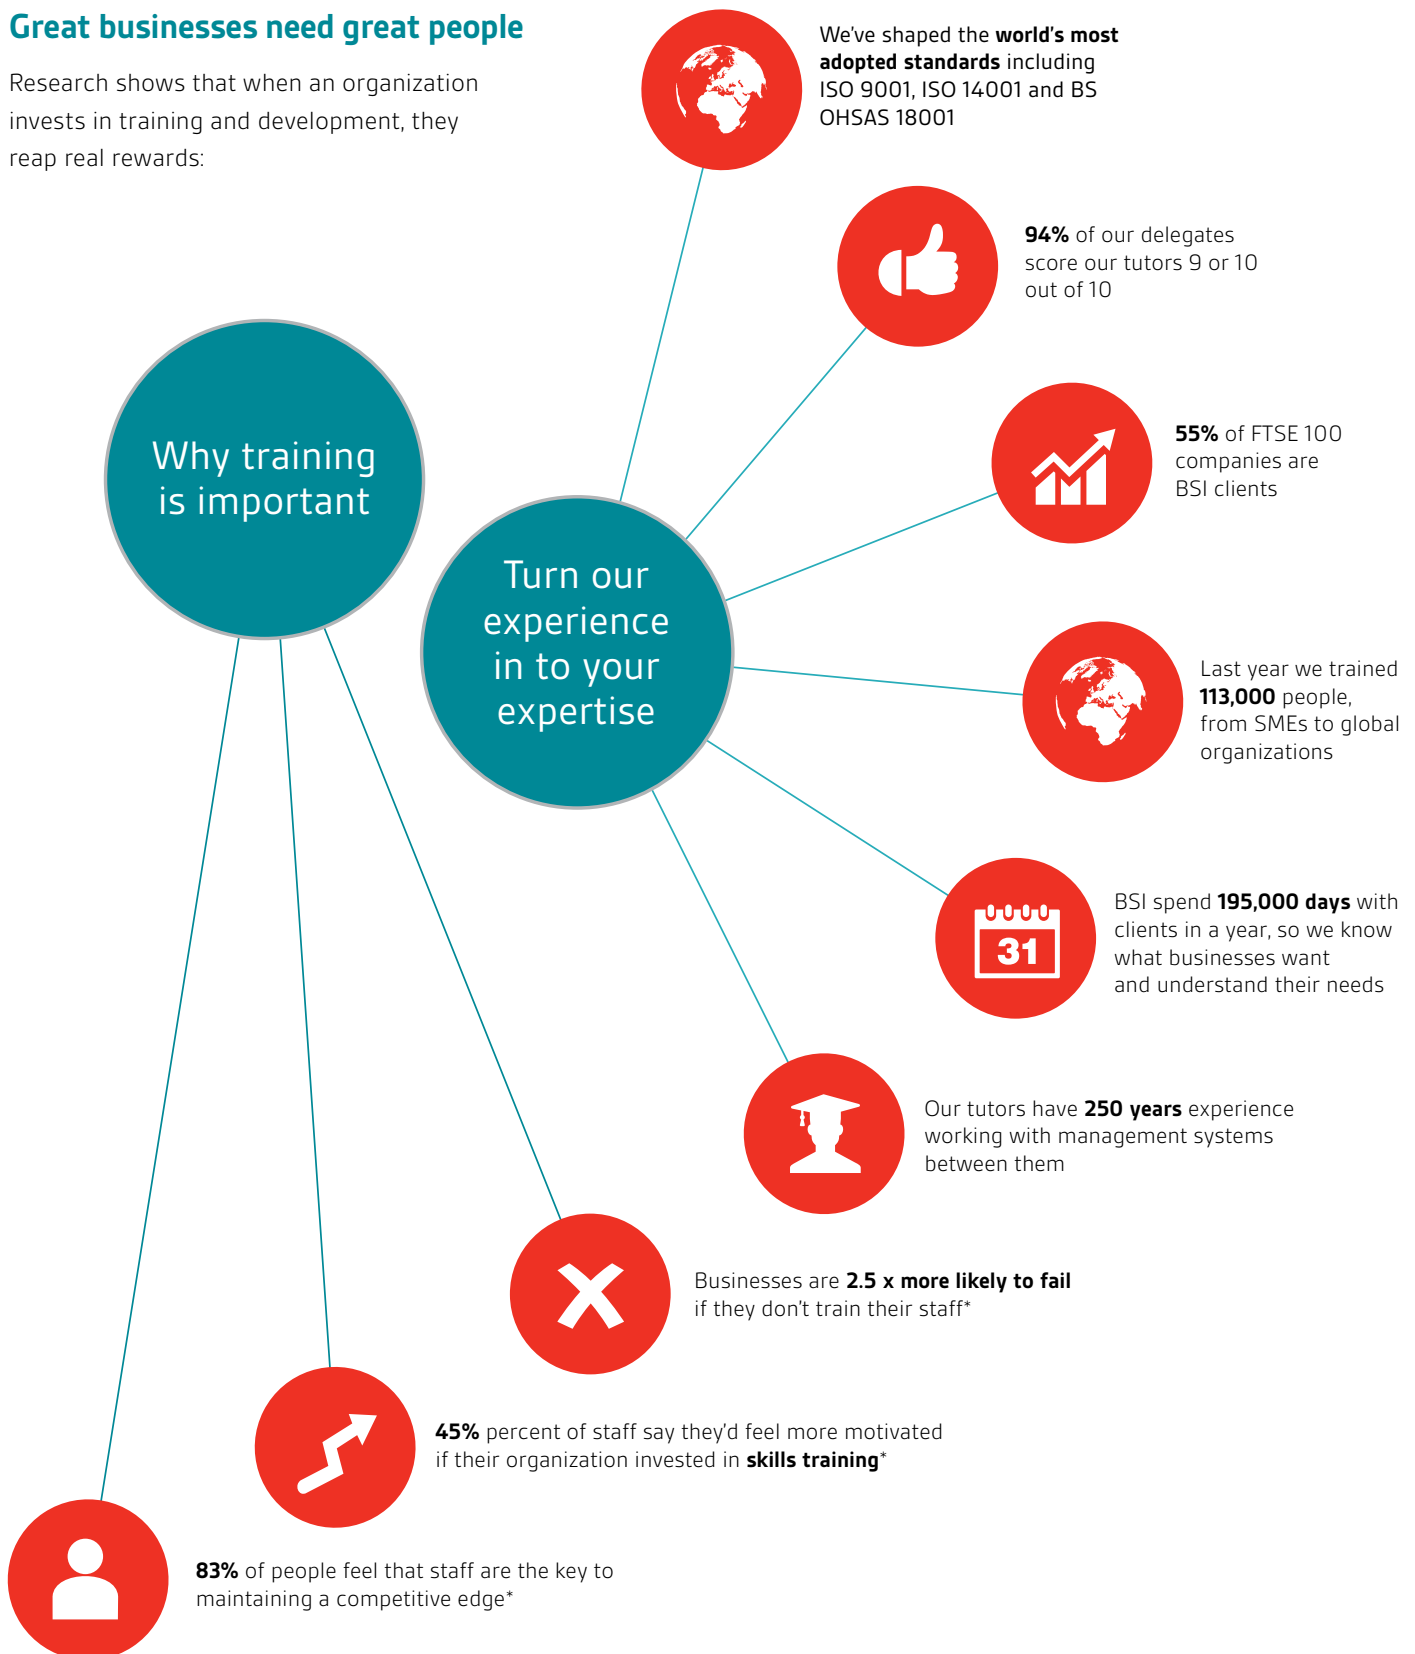 Great businesses need great people
Research shows that when an organization
invests in training and development, they
reap real rewards:
We've shaped the world's most
adopted standards including
ISO 9001, ISO 14001 and BS
OHSAS 18001
94% of our delegates
score our tutors 9 or 10
out of 10
Why training
is important
55% of FTSE 100
companies are
BSI clients
Turn our
experience
in to your
expertise
Last year we trained
113,000 people,
from SMEs to global
organizations
31
BSI spend 195,000 days with
clients in a year, so we know
what businesses want
and understand their needs
Our tutors have 250 years experience
working with management systems
between them
Businesses are 2.5 x more likely to fail
if they don't train their staff*
45% percent of staff say they'd feel more motivated
if their organization invested in skills training*
83% of people feel that staff are the key to
maintaining a competitive edge*